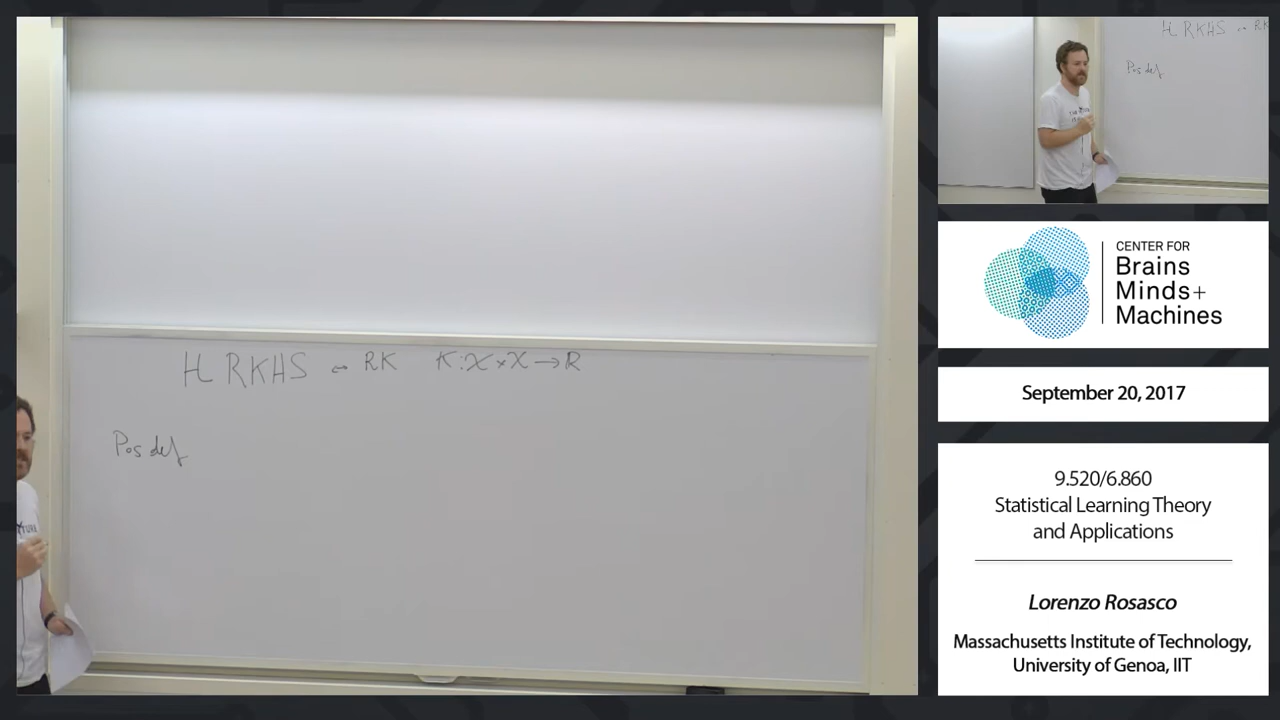 H RKHS ↔ RK K: X × X → R
Pos def
H RKHS ↔ RK
Pos def
CENTER FOR
Brains
Minds+
Machines
September 20, 2017
9.520/6.860
Statistical Learning Theory
and Applications
Lorenzo Rosasco
Massachusetts Institute of Technology,
University of Genoa, IIT